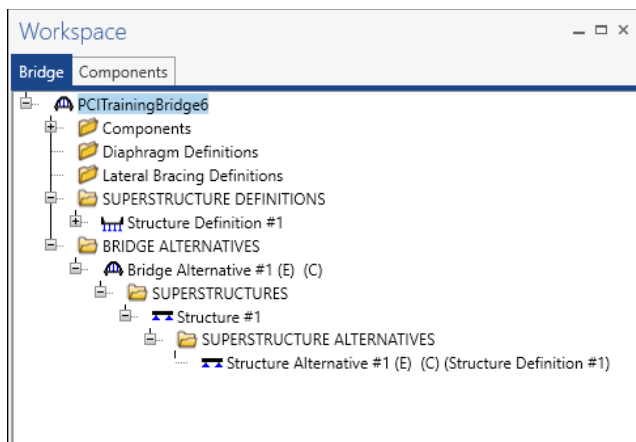 Workspace
Bridge Components
PCITrainingBridge6
Components
Diaphragm Definitions
Lateral Bracing Definitions
SUPERSTRUCTURE DEFINITIONS
Structure Definition #1
BRIDGE ALTERNATIVES
Bridge Alternative #1 (E) (C)
SUPERSTRUCTURES
Structure #1
SUPERSTRUCTURE ALTERNATIVES
Structure Alternative #1 (E) (C) (Structure Definition #1)